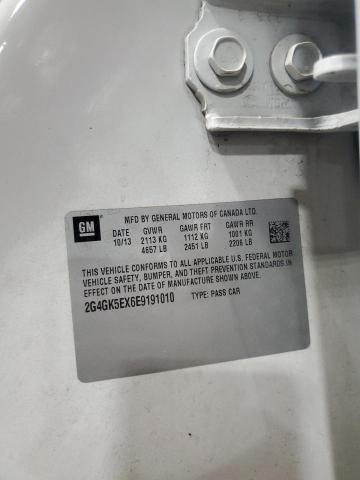 GM
MFD BY GENERAL MOTORS OF CANADA LTD.
DATE GVWR GAWR FRT GAWR RR
10/13 2113 KG 1112 KG 1001 KG
4657 LB 2451 LB 2206 LB
THIS VEHICLE CONFORMS TO ALL APPLICABLE U.S. FEDERAL MOTOR
VEHICLE SAFETY, BUMPER, AND THEFT PREVENTION STANDARDS IN
EFFECT ON THE DATE OF MANUFACTURE SHOWN ABOVE.
2G4GK5EX6E9191010 TYPE: PASS CAR